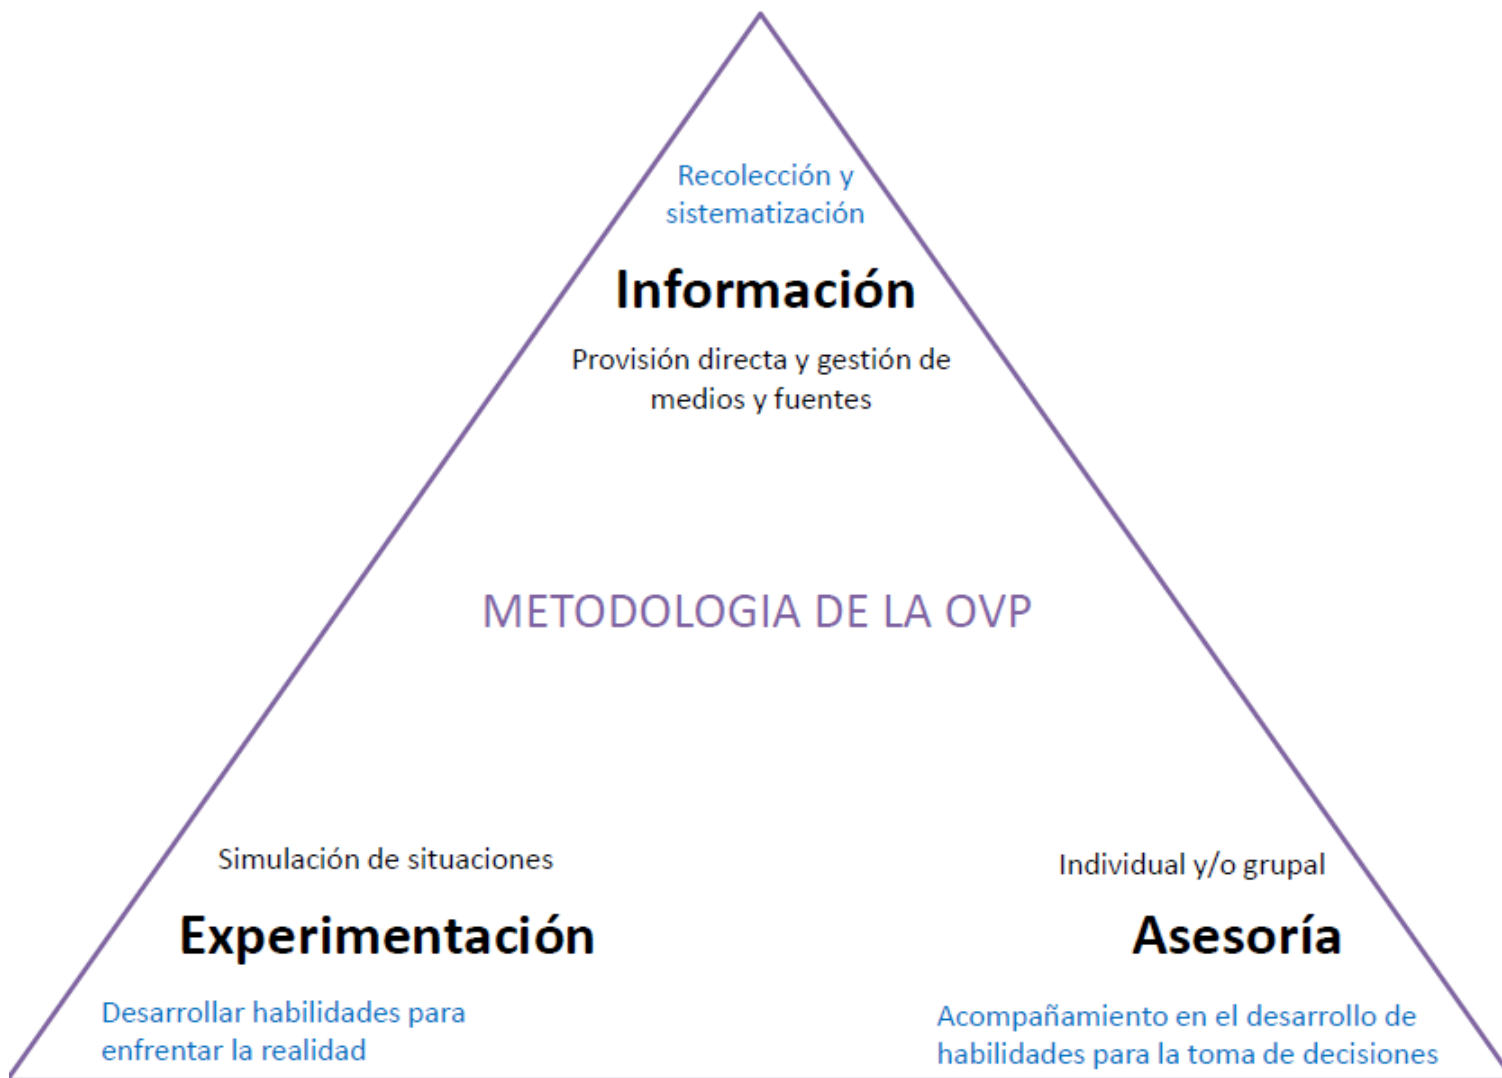 Recolección y
sistematización
Información
Provisión directa y gestión de
medios y fuentes
METODOLOGIA DE LA OVP
Simulación de situaciones
Experimentación
Desarrollar habilidades para
enfrentar la realidad
Individual y/o grupal
Asesoría
Acompañamiento en el desarrollo de
habilidades para la toma de decisiones